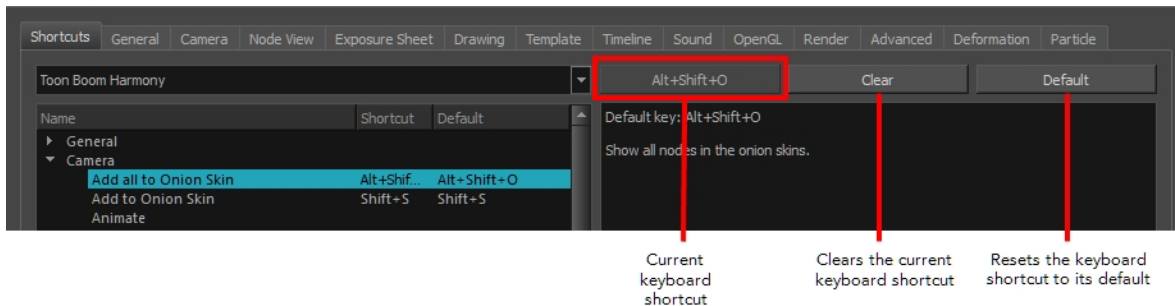 Shortcuts General Camera Node View Exposure Sheet Drawing Template Timeline Sound OpenGL Render Advanced Deformation Particle
Toon Boom Harmony Alt+Shift+O Clear Default
Name Shortcut Default
Default key: Alt+Shift+O
General
Show all nodes in the onion skins.
Camera
Add all to Onion Skin Alt+Shif... Alt+Shift+O
Add to Onion Skin Shift+S Shift+S
Animate
Current
keyboard
shortcut
Clears the current
keyboard shortcut
Resets the keyboard
shortcut to its default